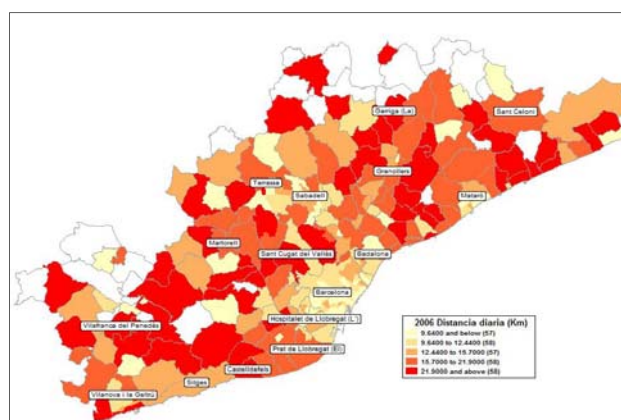 Garriga (La)
Sant Celoni
Granollers
Terrassa
Sabadell
Mataró
Martorell
Sant Cugat del Vallès
Badalona
Barcelona
Vilafranca del Penedès
Hospitalet de Llobregat (L')
Prat de Llobregat (El)
Castelldefels
Sitges
Vilanova i la Geltrú
2006 Distancia diaria (Km)
9.6400 and below (57)
9.6400 to 12.4400 (58)
12.4400 to 15.7000 (57)
15.7000 to 21.9000 (58)
21.9000 and above (58)